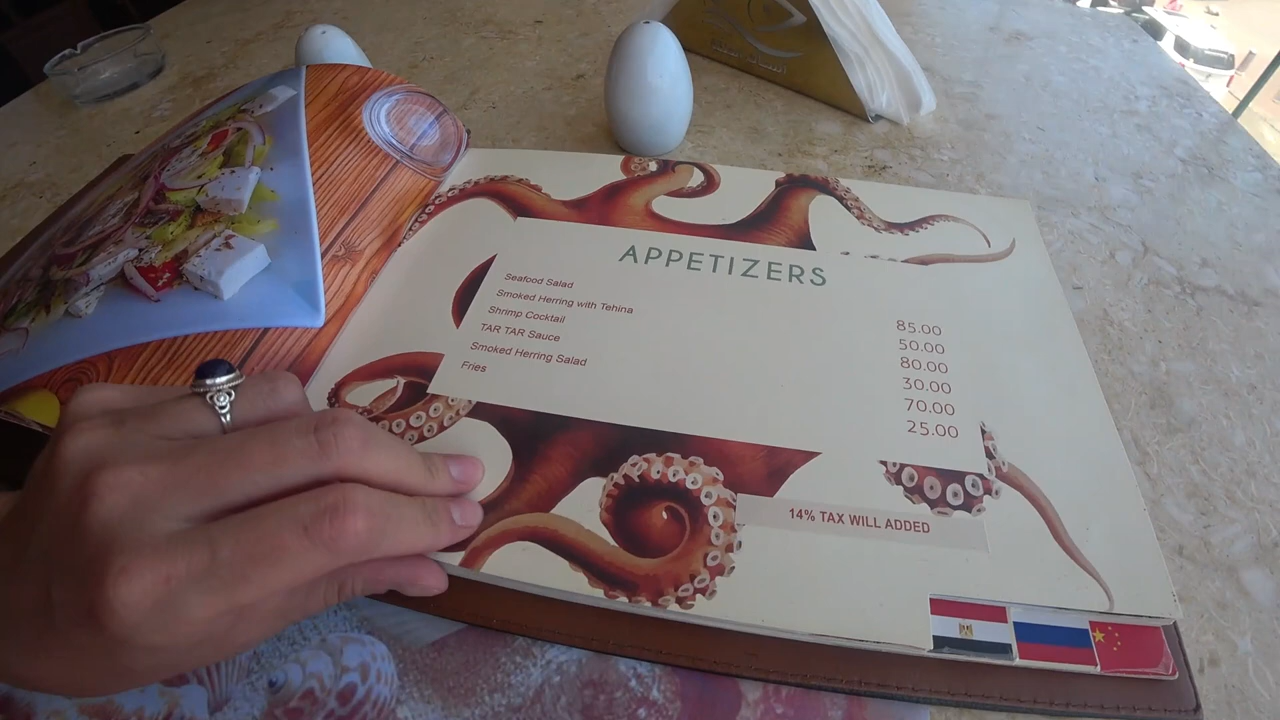 APPETIZERS
Seafood Salad 85.00
Smoked Herring with Tehina 50.00
Shrimp Cocktail 80.00
TAR TAR Sauce 30.00
Smoked Herring Salad 70.00
Fries 25.00
14% TAX WILL ADDED